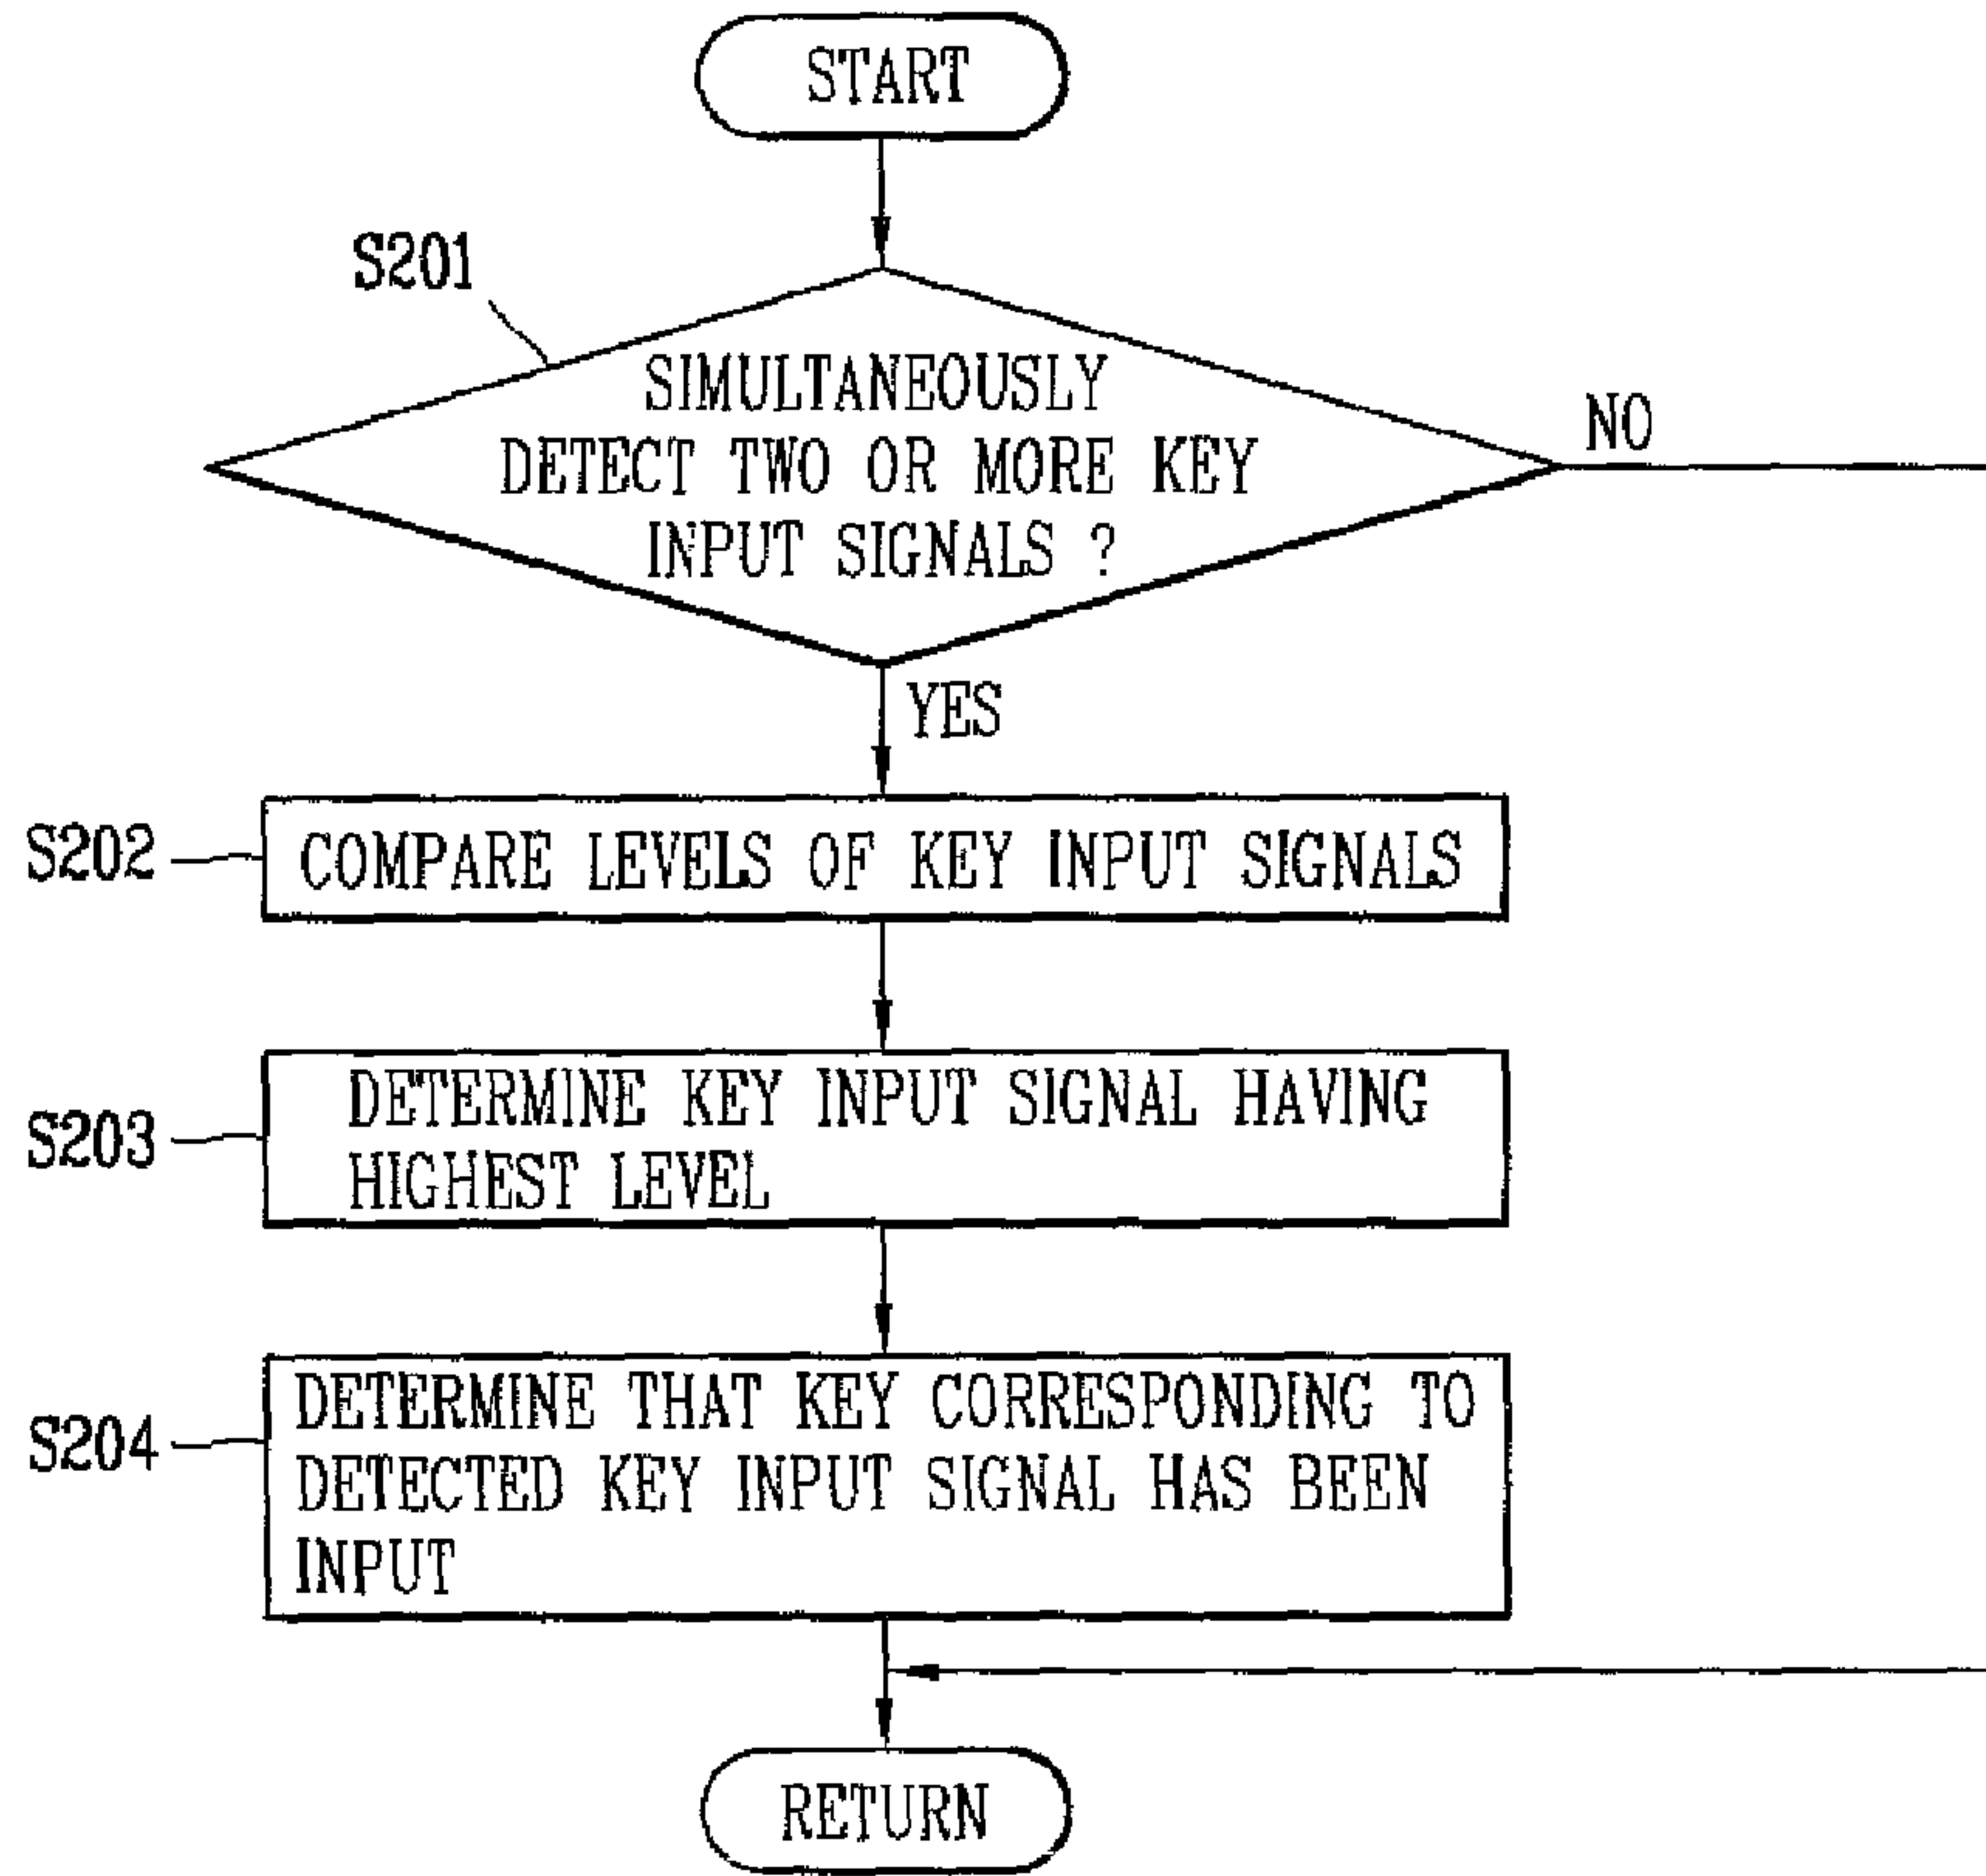 START
S201
SIMULTANEOUSLY
DETECT TWO OR MORE KEY
INPUT SIGNALS ?
NO
YES
S202
COMPARE LEVELS OF KEY INPUT SIGNALS
S203
DETERMINE KEY INPUT SIGNAL HAVING
HIGHEST LEVEL
S204
DETERMINE THAT KEY CORRESPONDING TO
DETECTED KEY INPUT SIGNAL HAS BEEN
INPUT
RETURN